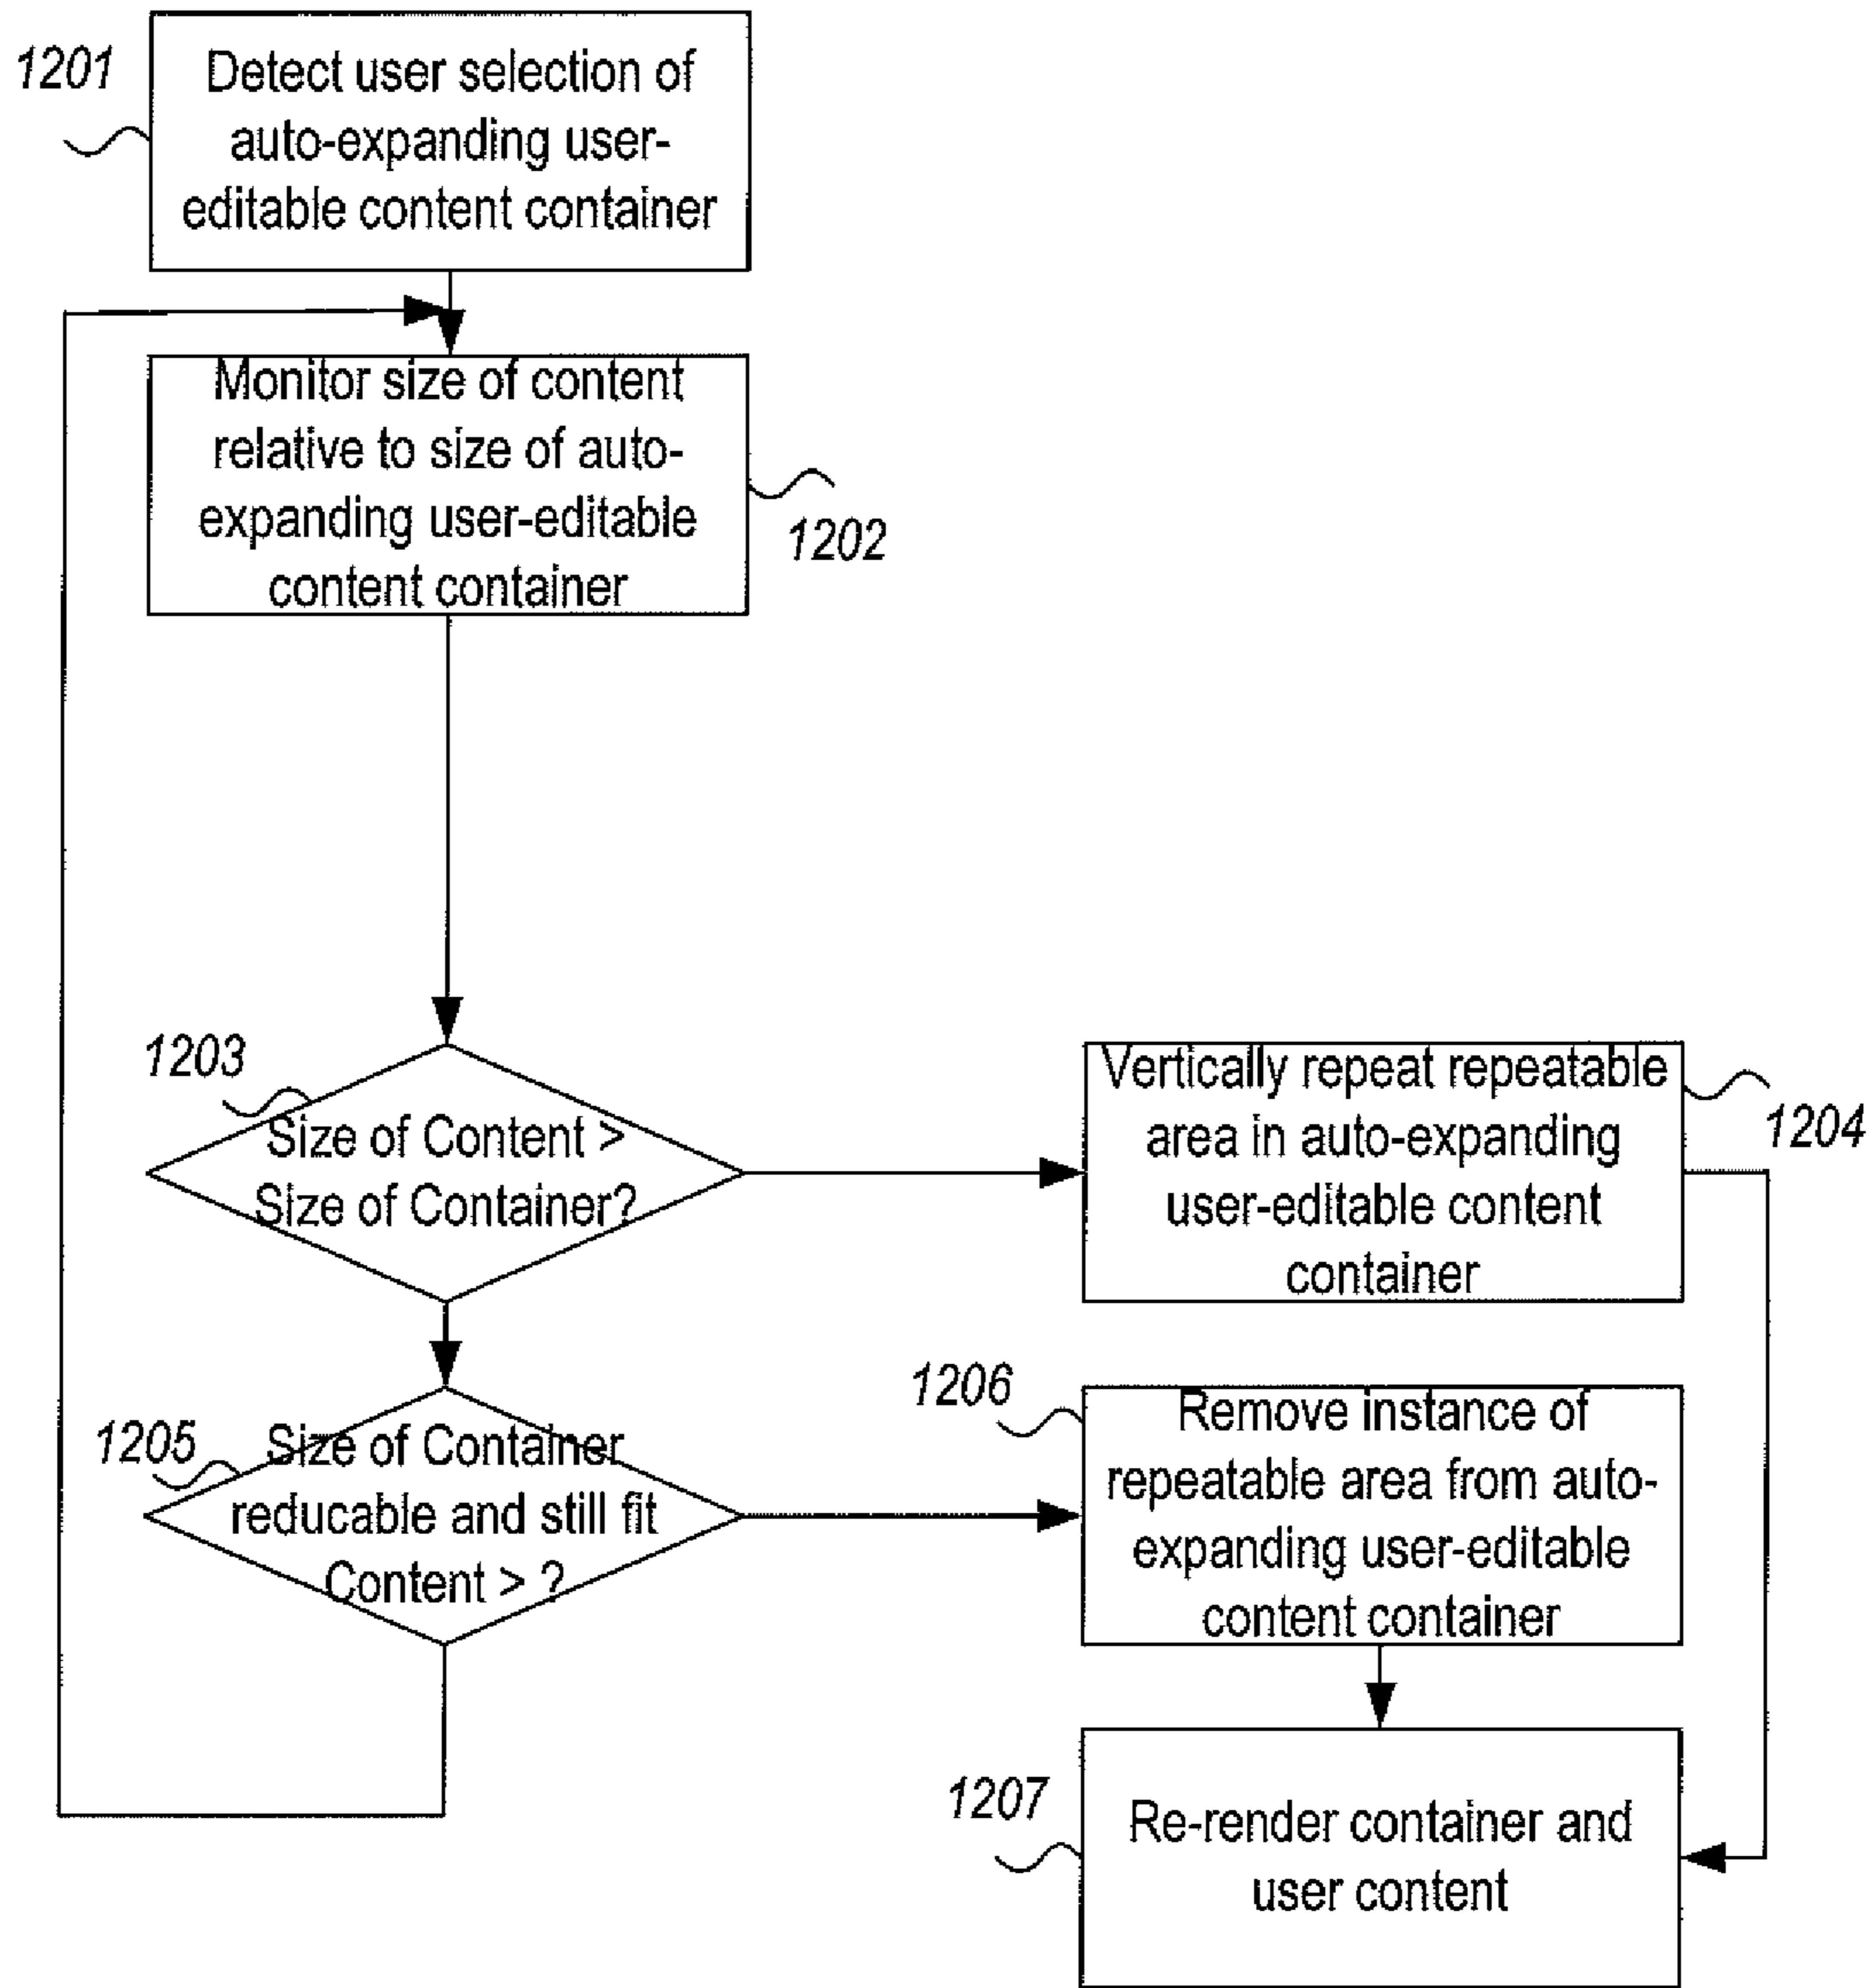 1201
Detect user selection of
auto-expanding user-
editable content container
Monitor size of content
relative to size of auto-
expanding user-editable
content container
1202
1203
Size of Content >
Size of Container?
Vertically repeat repeatable
area in auto-expanding
user-editable content
container
1204
1205
Size of Container
reducable and still fit
Content > ?
1206
Remove instance of
repeatable area from auto-
expanding user-editable
content container
1207
Re-render container and
user content